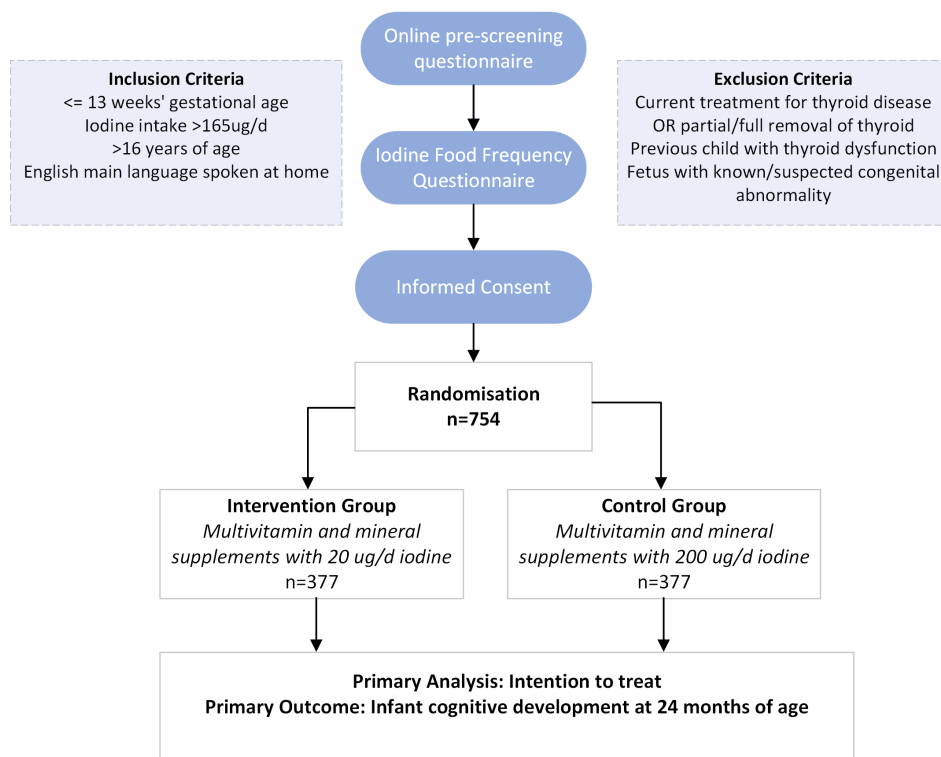 Online pre-screening
questionnaire
Inclusion Criteria
<= 13 weeks' gestational age
Iodine intake >165ug/d
>16 years of age
English main language spoken at home
Exclusion Criteria
Current treatment for thyroid disease
OR partial/full removal of thyroid
Previous child with thyroid dysfunction
Fetus with known/suspected congenital
abnormality
Iodine Food Frequency
Questionnaire
Informed Consent
Randomisation
n=754
Intervention Group
Multivitamin and mineral
supplements with 20 ug/d iodine
n=377
Control Group
Multivitamin and mineral
supplements with 200 ug/d iodine
n=377
Primary Analysis: Intention to treat
Primary Outcome: Infant cognitive development at 24 months of age